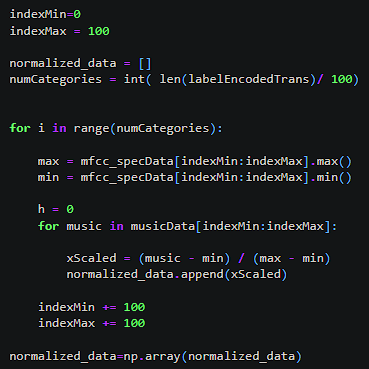 indexMin=0
indexMax = 100
normalized_data = []
numCategories = int( len(labelEncodedTrans)/ 100)
for i in range(numCategories):
max = mfcc_specData[indexMin:indexMax].max()
min = mfcc_specData[indexMin:indexMax].min()
h = 0
for music in musicData[indexMin:indexMax]:
xScaled = (music - min) / (max - min)
normalized_data.append(xScaled)
indexMin += 100
indexMax += 100
normalized_data=np.array(normalized_data)